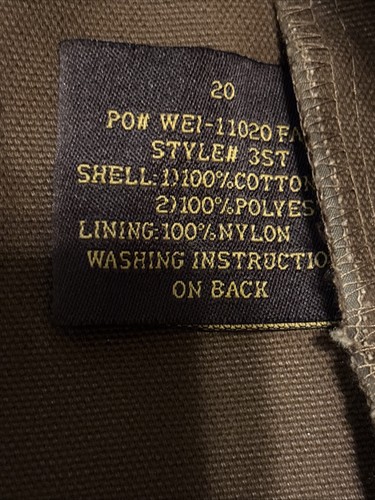 20
PO# WEI-11020 FA
STYLE# 3ST
SHELL:1)100%COTTON
2)100%POLYES
LINING:100%NYLON
WASHING INSTRUCTIO
ON BACK